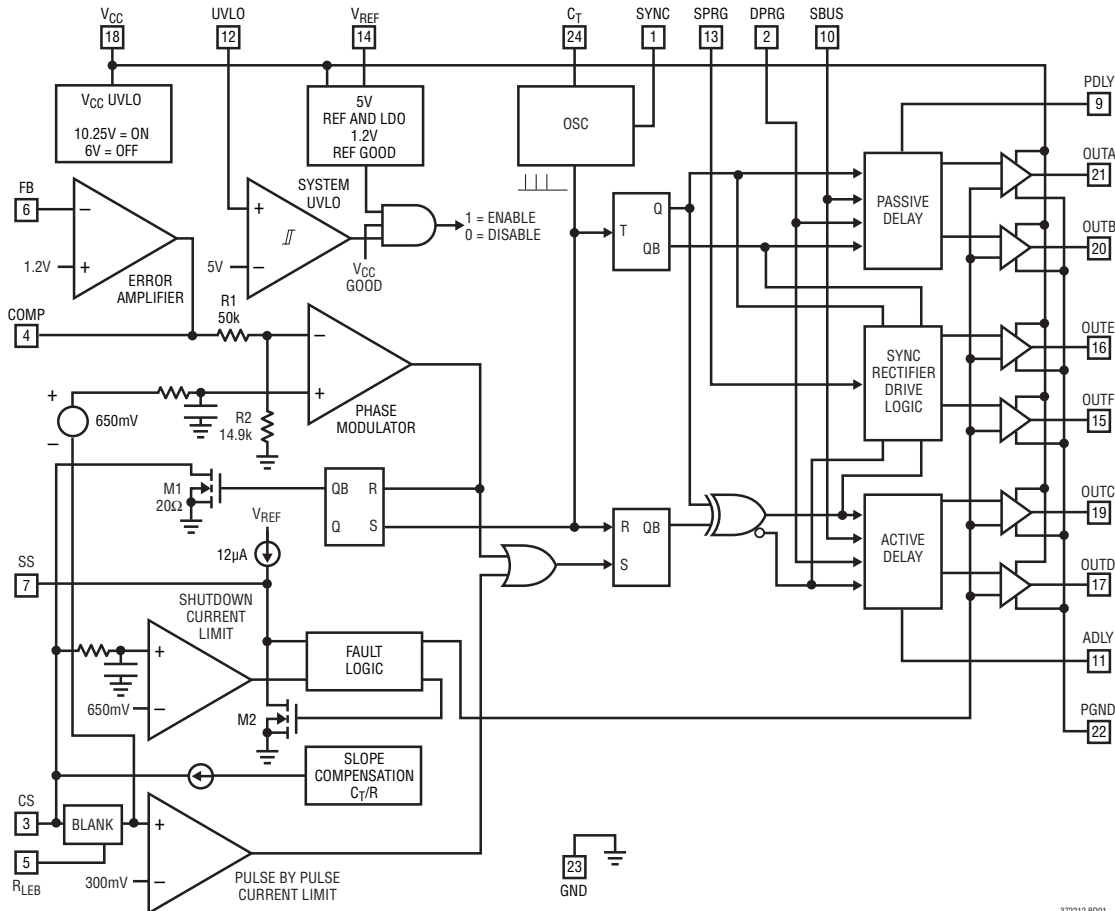 VCC
18
UVLO
12
VREF
14
CT
24
SYNC
1
SPRG
13
DPRG
2
SBUS
10
VCC UVLO
10.25V = ON
6V = OFF
5V
REF AND LDO
1.2V
REF GOOD
OSC
PDLY
9
FB
6
–
+
1.2V
ERROR
AMPLIFIER
SYSTEM
UVLO
+
–
5V
VCC
GOOD
1 = ENABLE
0 = DISABLE
T
Q
QB
PASSIVE
DELAY
OUTA
21
OUTB
20
COMP
4
R1
50k
–
+
PHASE
MODULATOR
R2
14.9k
+
650mV
–
SYNC
RECTIFIER
DRIVE
LOGIC
OUTE
16
OUTF
15
M1
20Ω
QB
R
Q
S
R
QB
S
ACTIVE
DELAY
OUTC
19
OUTD
17
VREF
12µA
SS
7
SHUTDOWN
CURRENT
LIMIT
+
–
650mV
FAULT
LOGIC
M2
ADLY
11
PGND
22
SLOPE
COMPENSATION
CT/R
CS
3
BLANK
5
RLEB
+
–
300mV
PULSE BY PULSE
CURRENT LIMIT
23
GND
372212 BD01